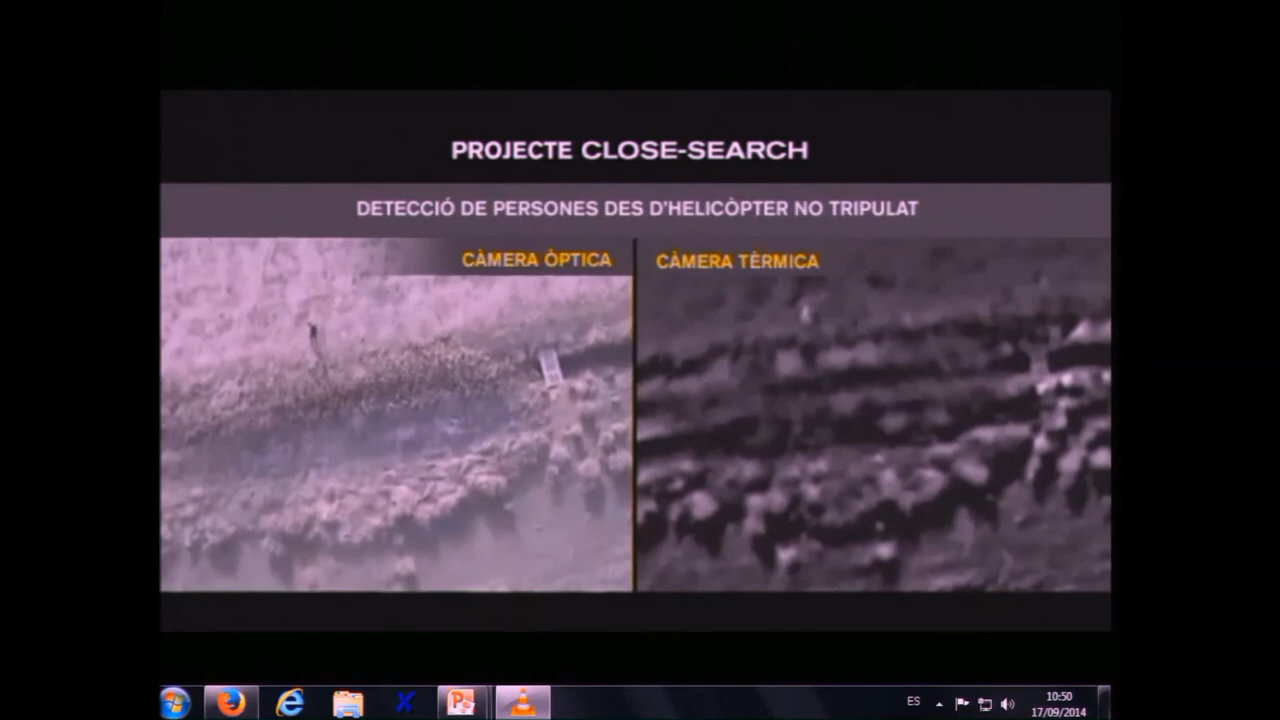 PROJECTE CLOSE-SEARCH
DETECCIÓ DE PERSONES DES D'HELICÒPTER NO TRIPULAT
CÀMERA ÒPTICA
CÀMERA TÈRMICA
ES
10:50
17/09/2014